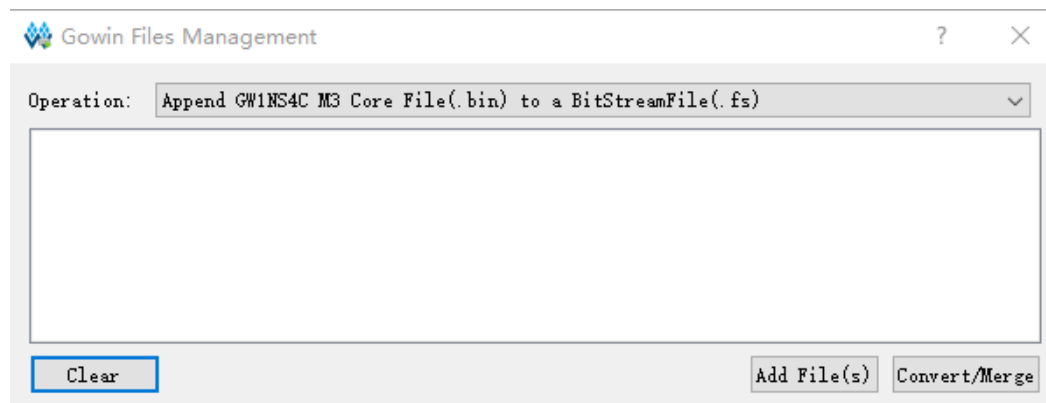 Gowin Files Management ?
Operation: Append GW1NS4C M3 Core File(.bin) to a BitStreamFile(.fs)
Clear Add File(s) Convert/Merge